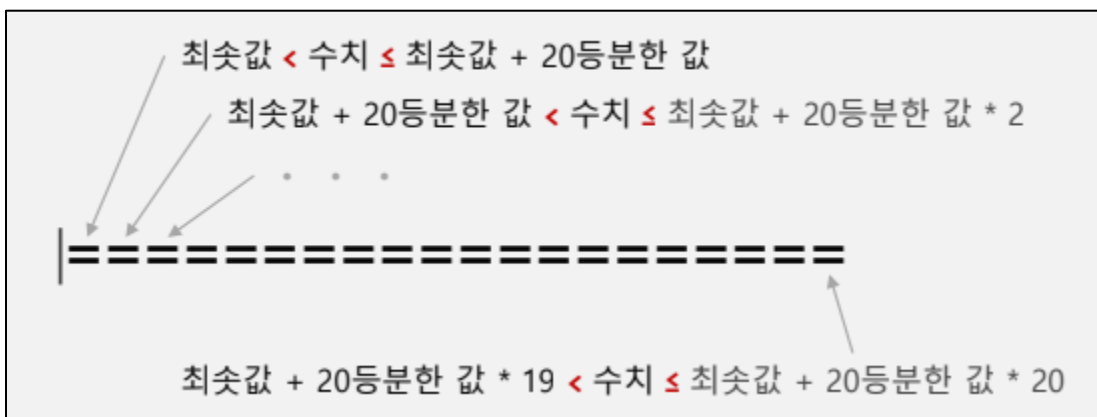 최솟값 < 수치 ≤ 최솟값 + 20등분한 값
최솟값 + 20등분한 값 < 수치 ≤ 최솟값 + 20등분한 값 * 2
• • •
|====================
최솟값 + 20등분한 값 * 19 < 수치 ≤ 최솟값 + 20등분한 값 * 20